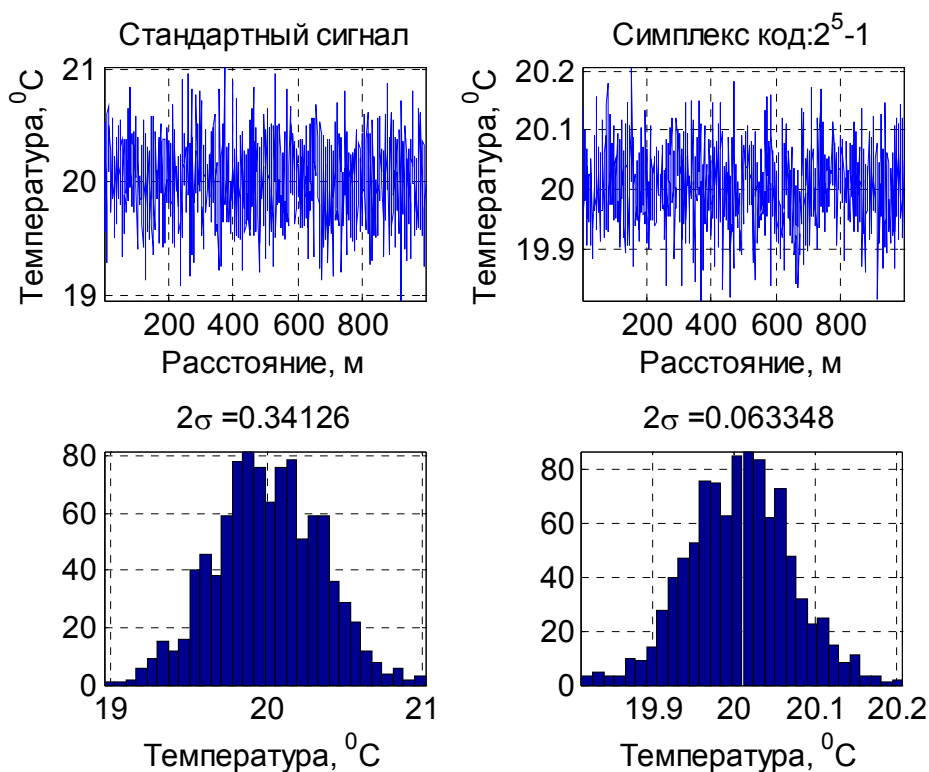 Стандартный сигнал
21
20
19
Температура, ⁰C
200 400 600 800
Расстояние, м
Симплекс код:2⁵-1
20.2
20.1
20
19.9
Температура, ⁰C
200 400 600 800
Расстояние, м
2σ =0.34126
80
60
40
20
0
19 20 21
Температура, ⁰C
2σ =0.063348
80
60
40
20
0
19.9 20 20.1 20.2
Температура, ⁰C